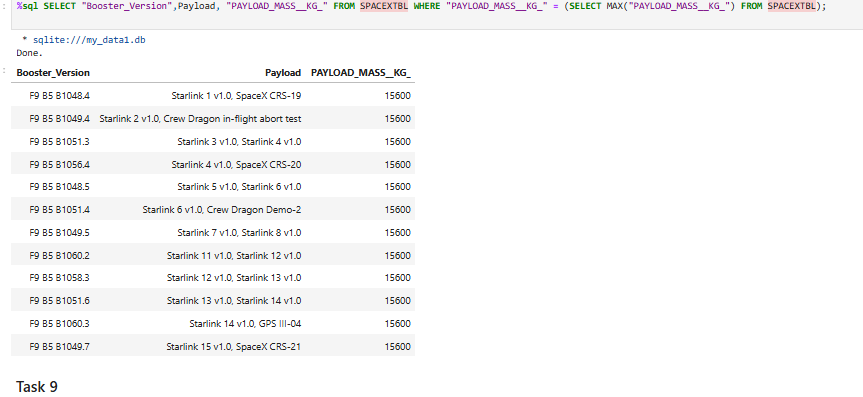 %sql SELECT "Booster_Version",Payload, "PAYLOAD_MASS__KG_" FROM SPACEXTBL WHERE "PAYLOAD_MASS__KG_" = (SELECT MAX("PAYLOAD_MASS__KG_") FROM SPACEXTBL);
* sqlite:///my_data1.db
Done.
Booster_Version Payload PAYLOAD_MASS__KG_
F9 B5 B1048.4 Starlink 1 v1.0, SpaceX CRS-19 15600
F9 B5 B1049.4 Starlink 2 v1.0, Crew Dragon in-flight abort test 15600
F9 B5 B1051.3 Starlink 3 v1.0, Starlink 4 v1.0 15600
F9 B5 B1056.4 Starlink 4 v1.0, SpaceX CRS-20 15600
F9 B5 B1048.5 Starlink 5 v1.0, Starlink 6 v1.0 15600
F9 B5 B1051.4 Starlink 6 v1.0, Crew Dragon Demo-2 15600
F9 B5 B1049.5 Starlink 7 v1.0, Starlink 8 v1.0 15600
F9 B5 B1060.2 Starlink 11 v1.0, Starlink 12 v1.0 15600
F9 B5 B1058.3 Starlink 12 v1.0, Starlink 13 v1.0 15600
F9 B5 B1051.6 Starlink 13 v1.0, Starlink 14 v1.0 15600
F9 B5 B1060.3 Starlink 14 v1.0, GPS III-04 15600
F9 B5 B1049.7 Starlink 15 v1.0, SpaceX CRS-21 15600
Task 9